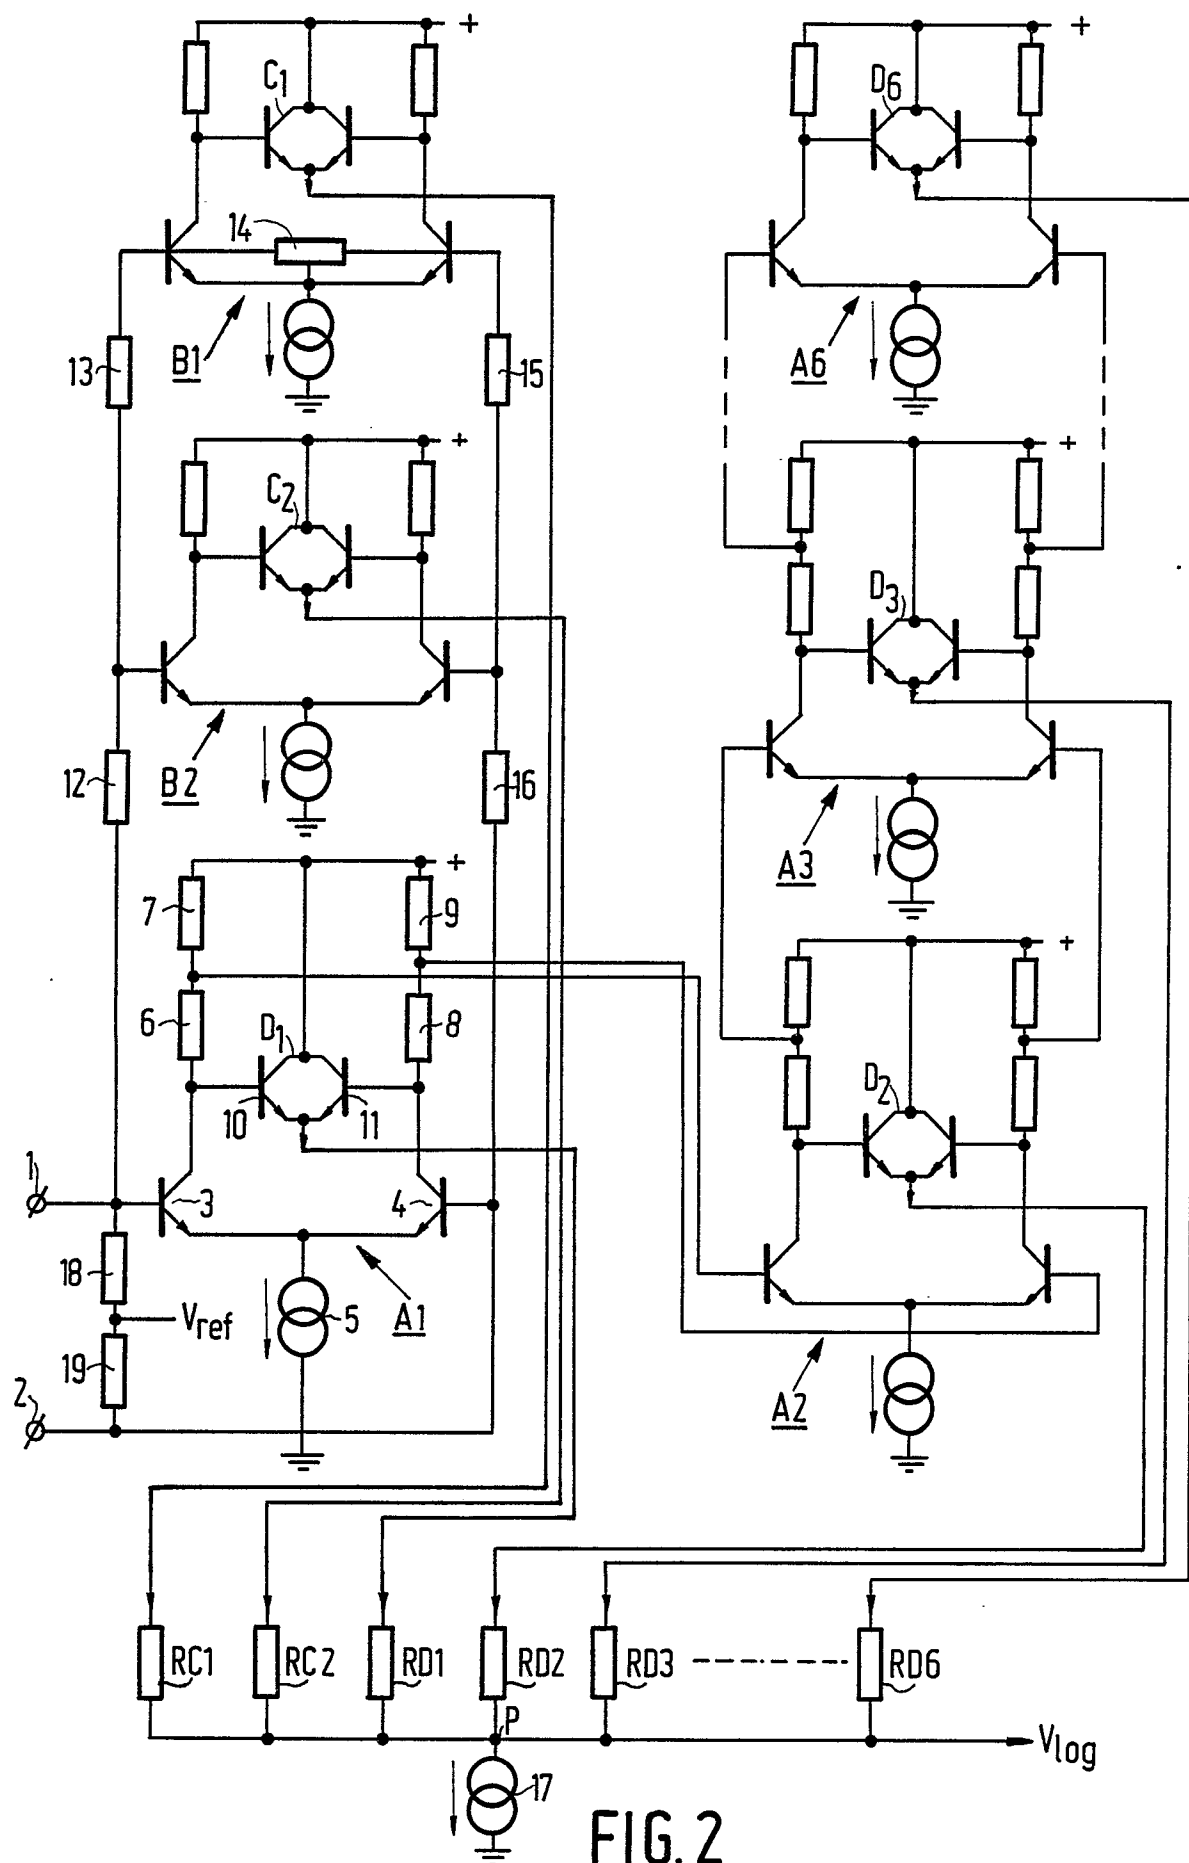 + +
C1 D6
14
13 B1 15 A6
+ +
C2
D3
12 B2 16
A3
+
7 9
+
6 D1 8
D2
10 11
1
3 4
18
Vref 5 A1
19
2 A2
RC1 RC2 RD1 RD2 RD3 RD6
P
Vlog
17
FIG. 2